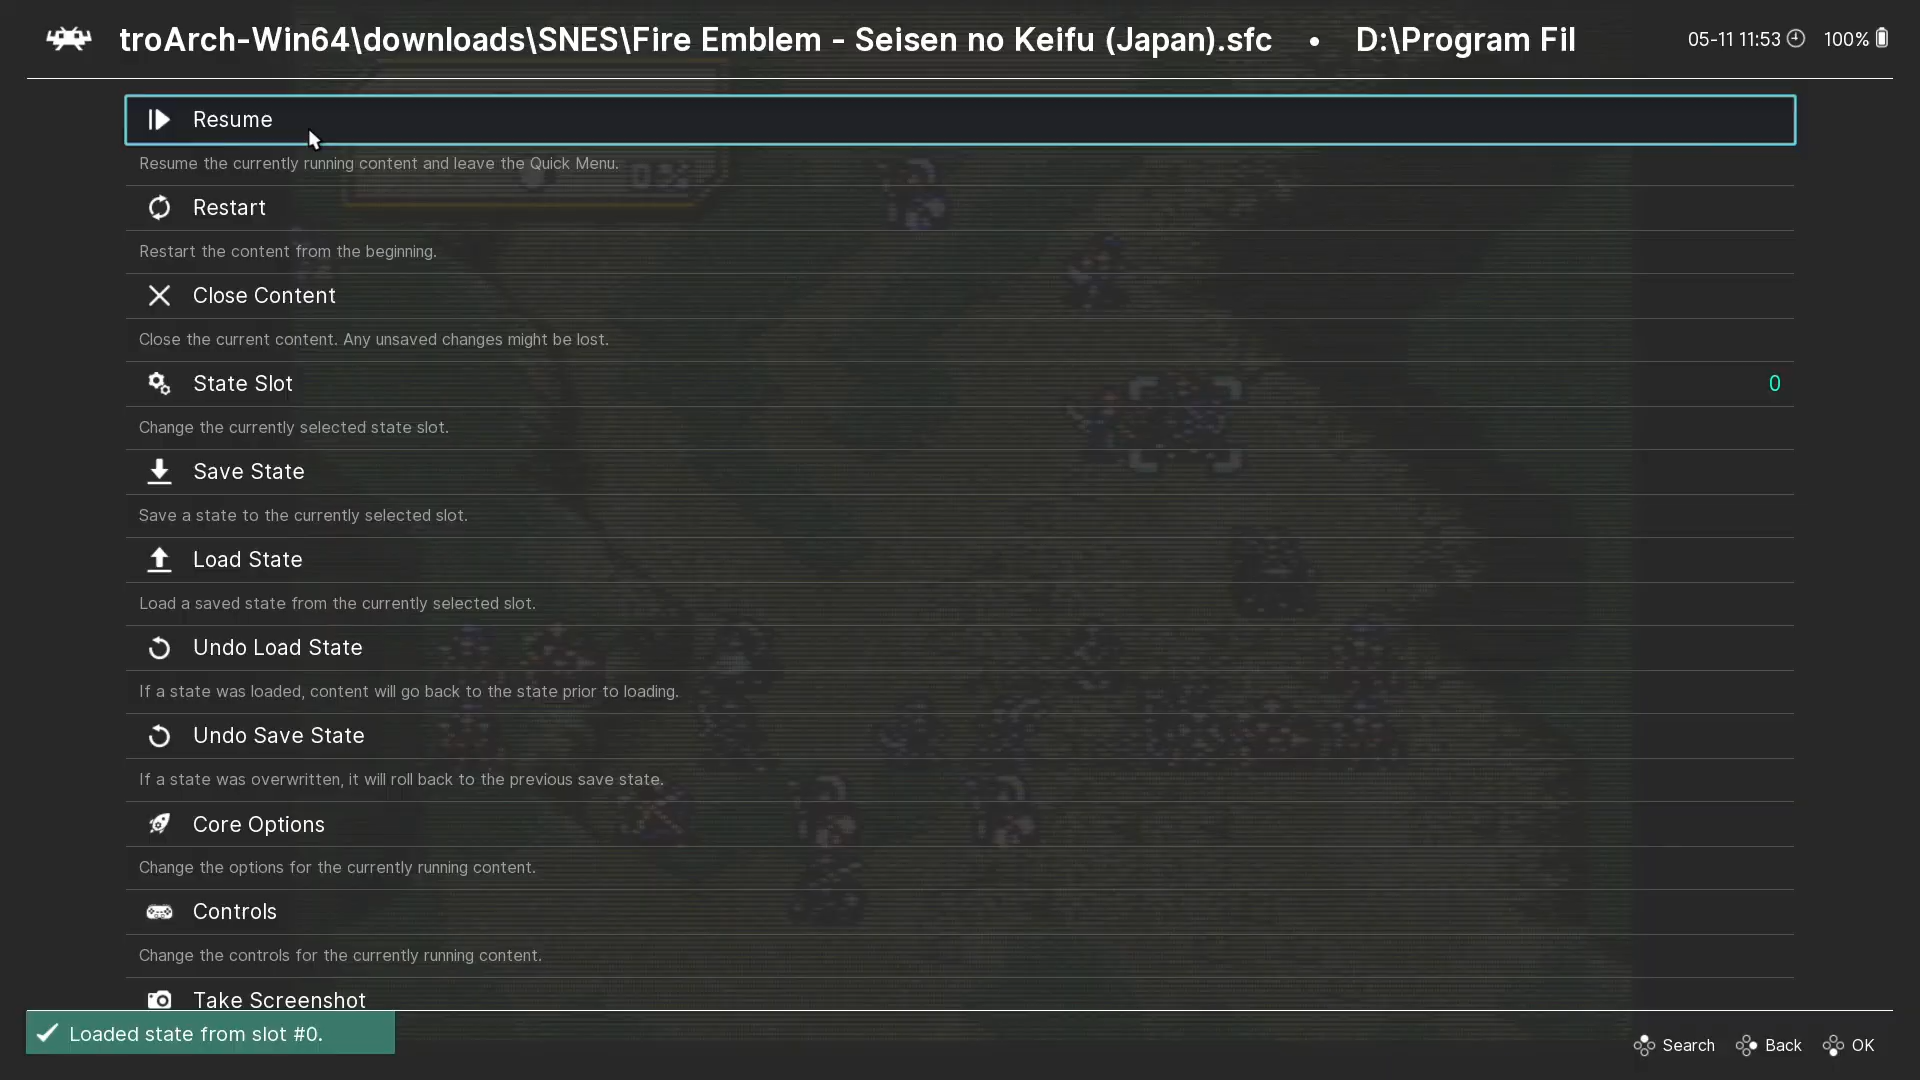 troArch-Win64\downloads\SNES\Fire Emblem - Seisen no Keifu (Japan).sfc • D:\Program Fil
05-11 11:53 100%
Resume
Resume the currently running content and leave the Quick Menu.
Restart
Restart the content from the beginning.
Close Content
Close the current content. Any unsaved changes might be lost.
State Slot 0
Change the currently selected state slot.
Save State
Save a state to the currently selected slot.
Load State
Load a saved state from the currently selected slot.
Undo Load State
If a state was loaded, content will go back to the state prior to loading.
Undo Save State
If a state was overwritten, it will roll back to the previous save state.
Core Options
Change the options for the currently running content.
Controls
Change the controls for the currently running content.
Take Screenshot
Loaded state from slot #0.
Search Back OK